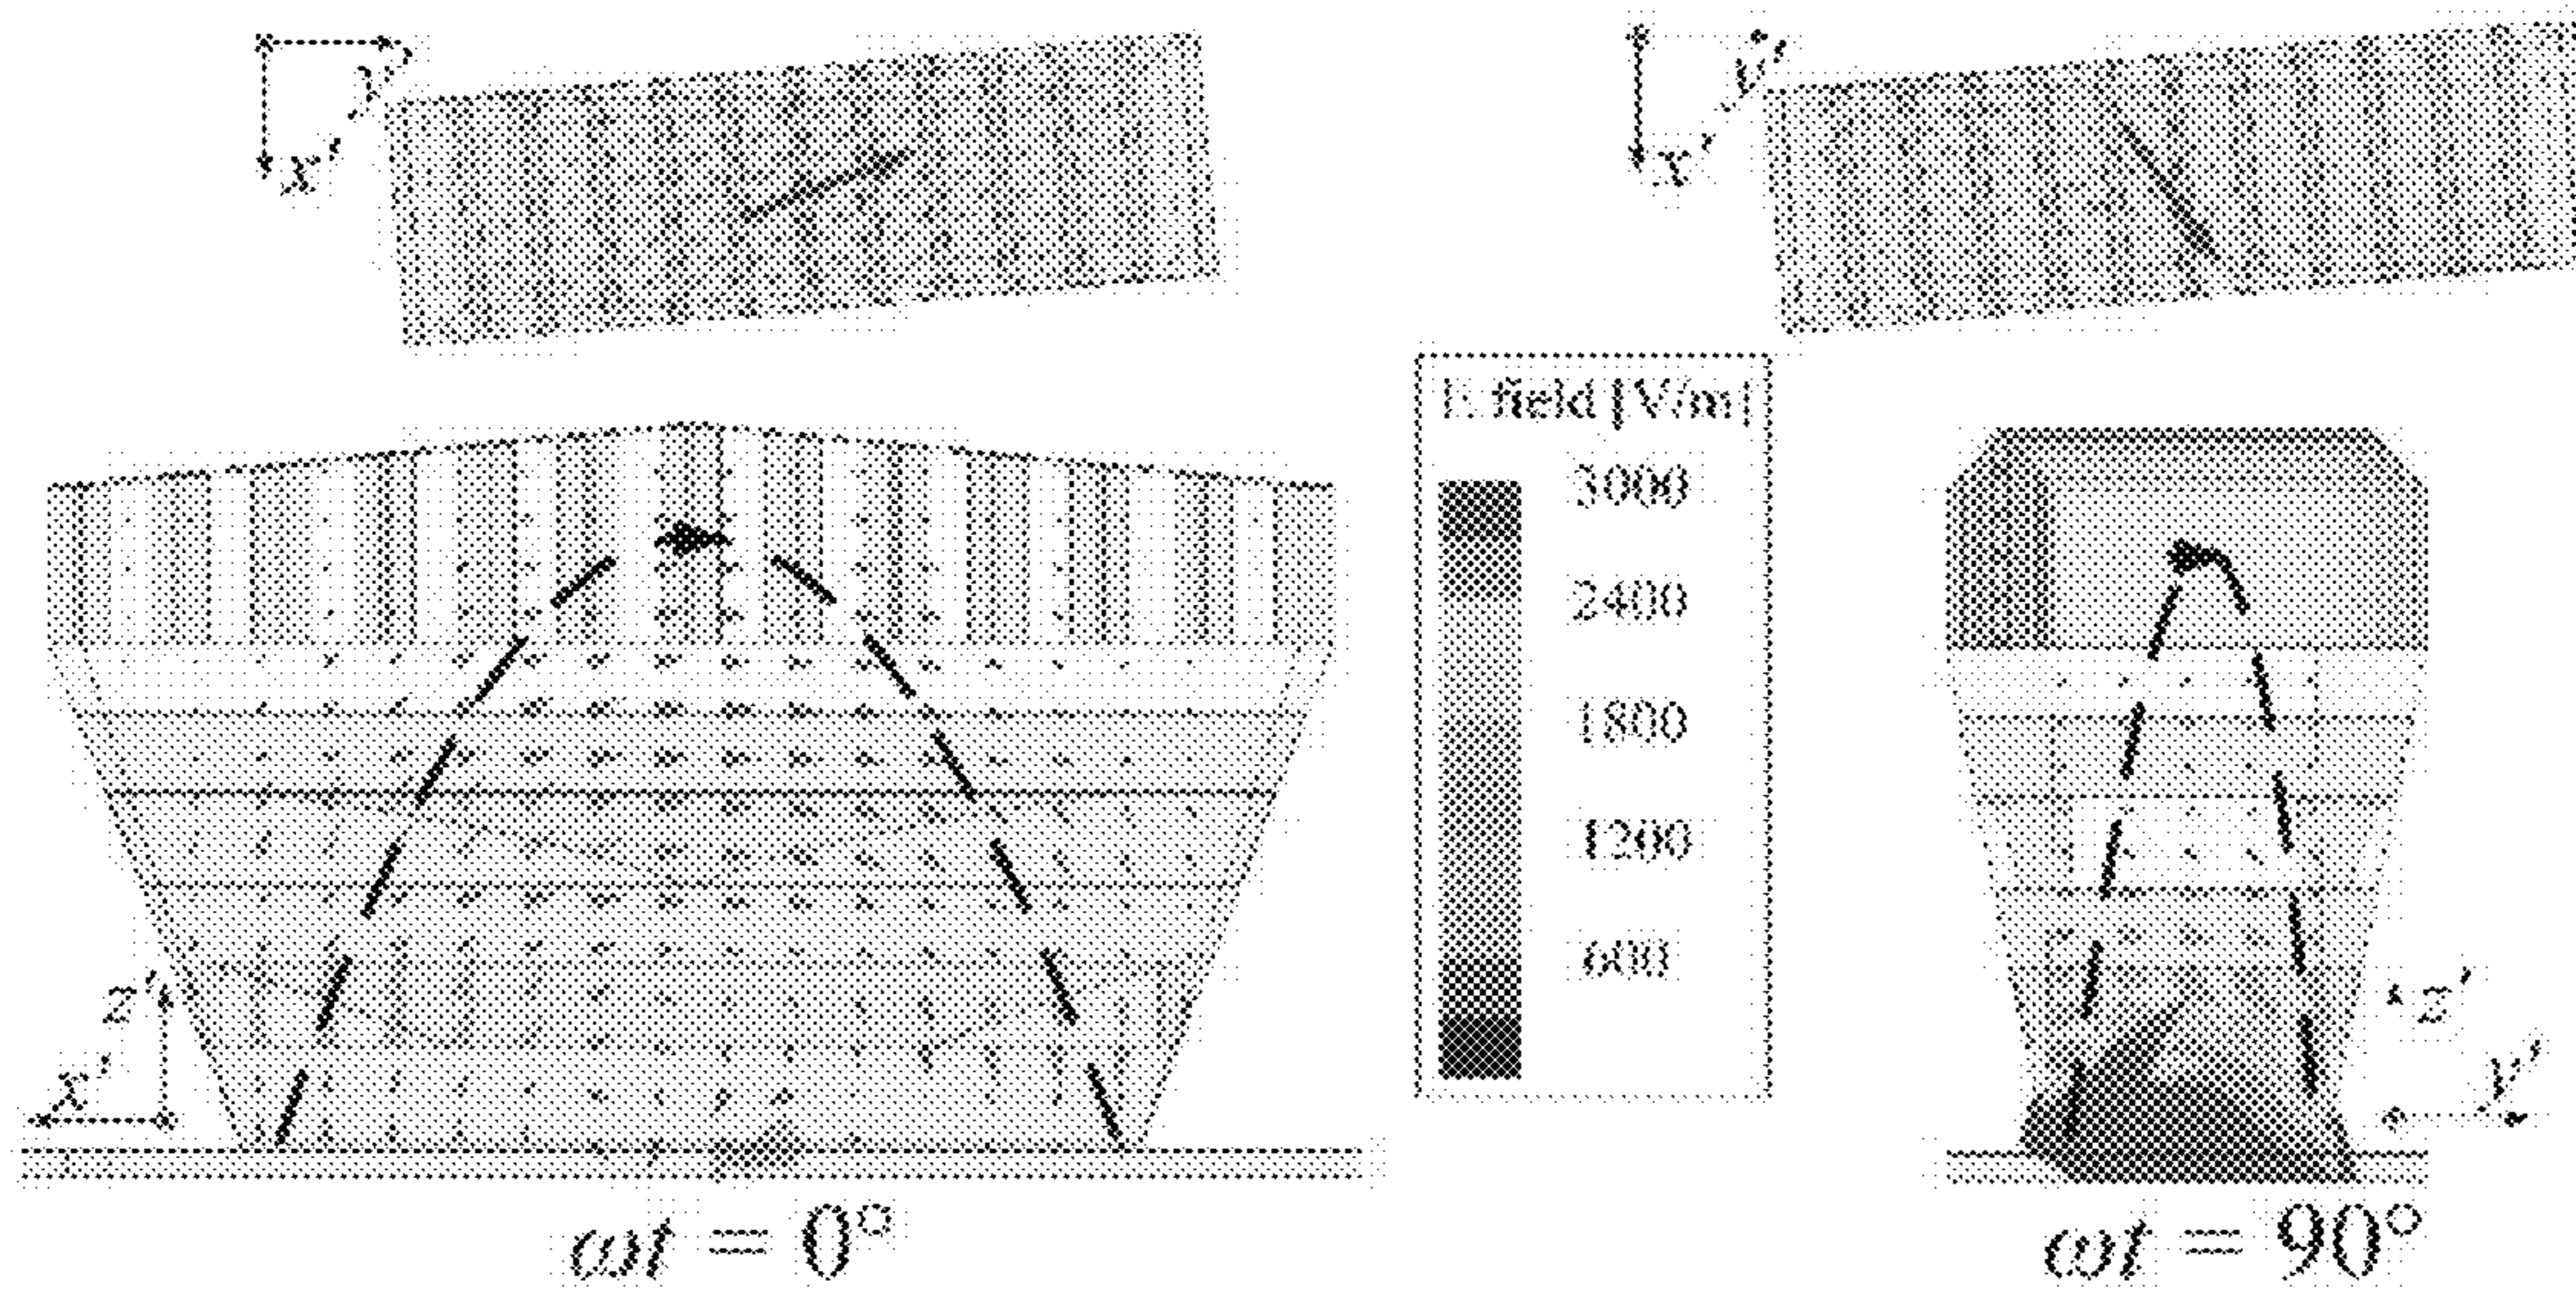 y'
x'
y'
x'
E field [V/m]
3000
2400
1800
1200
600
z'
x'
z'
y'
ωt = 0°
ωt = 90°